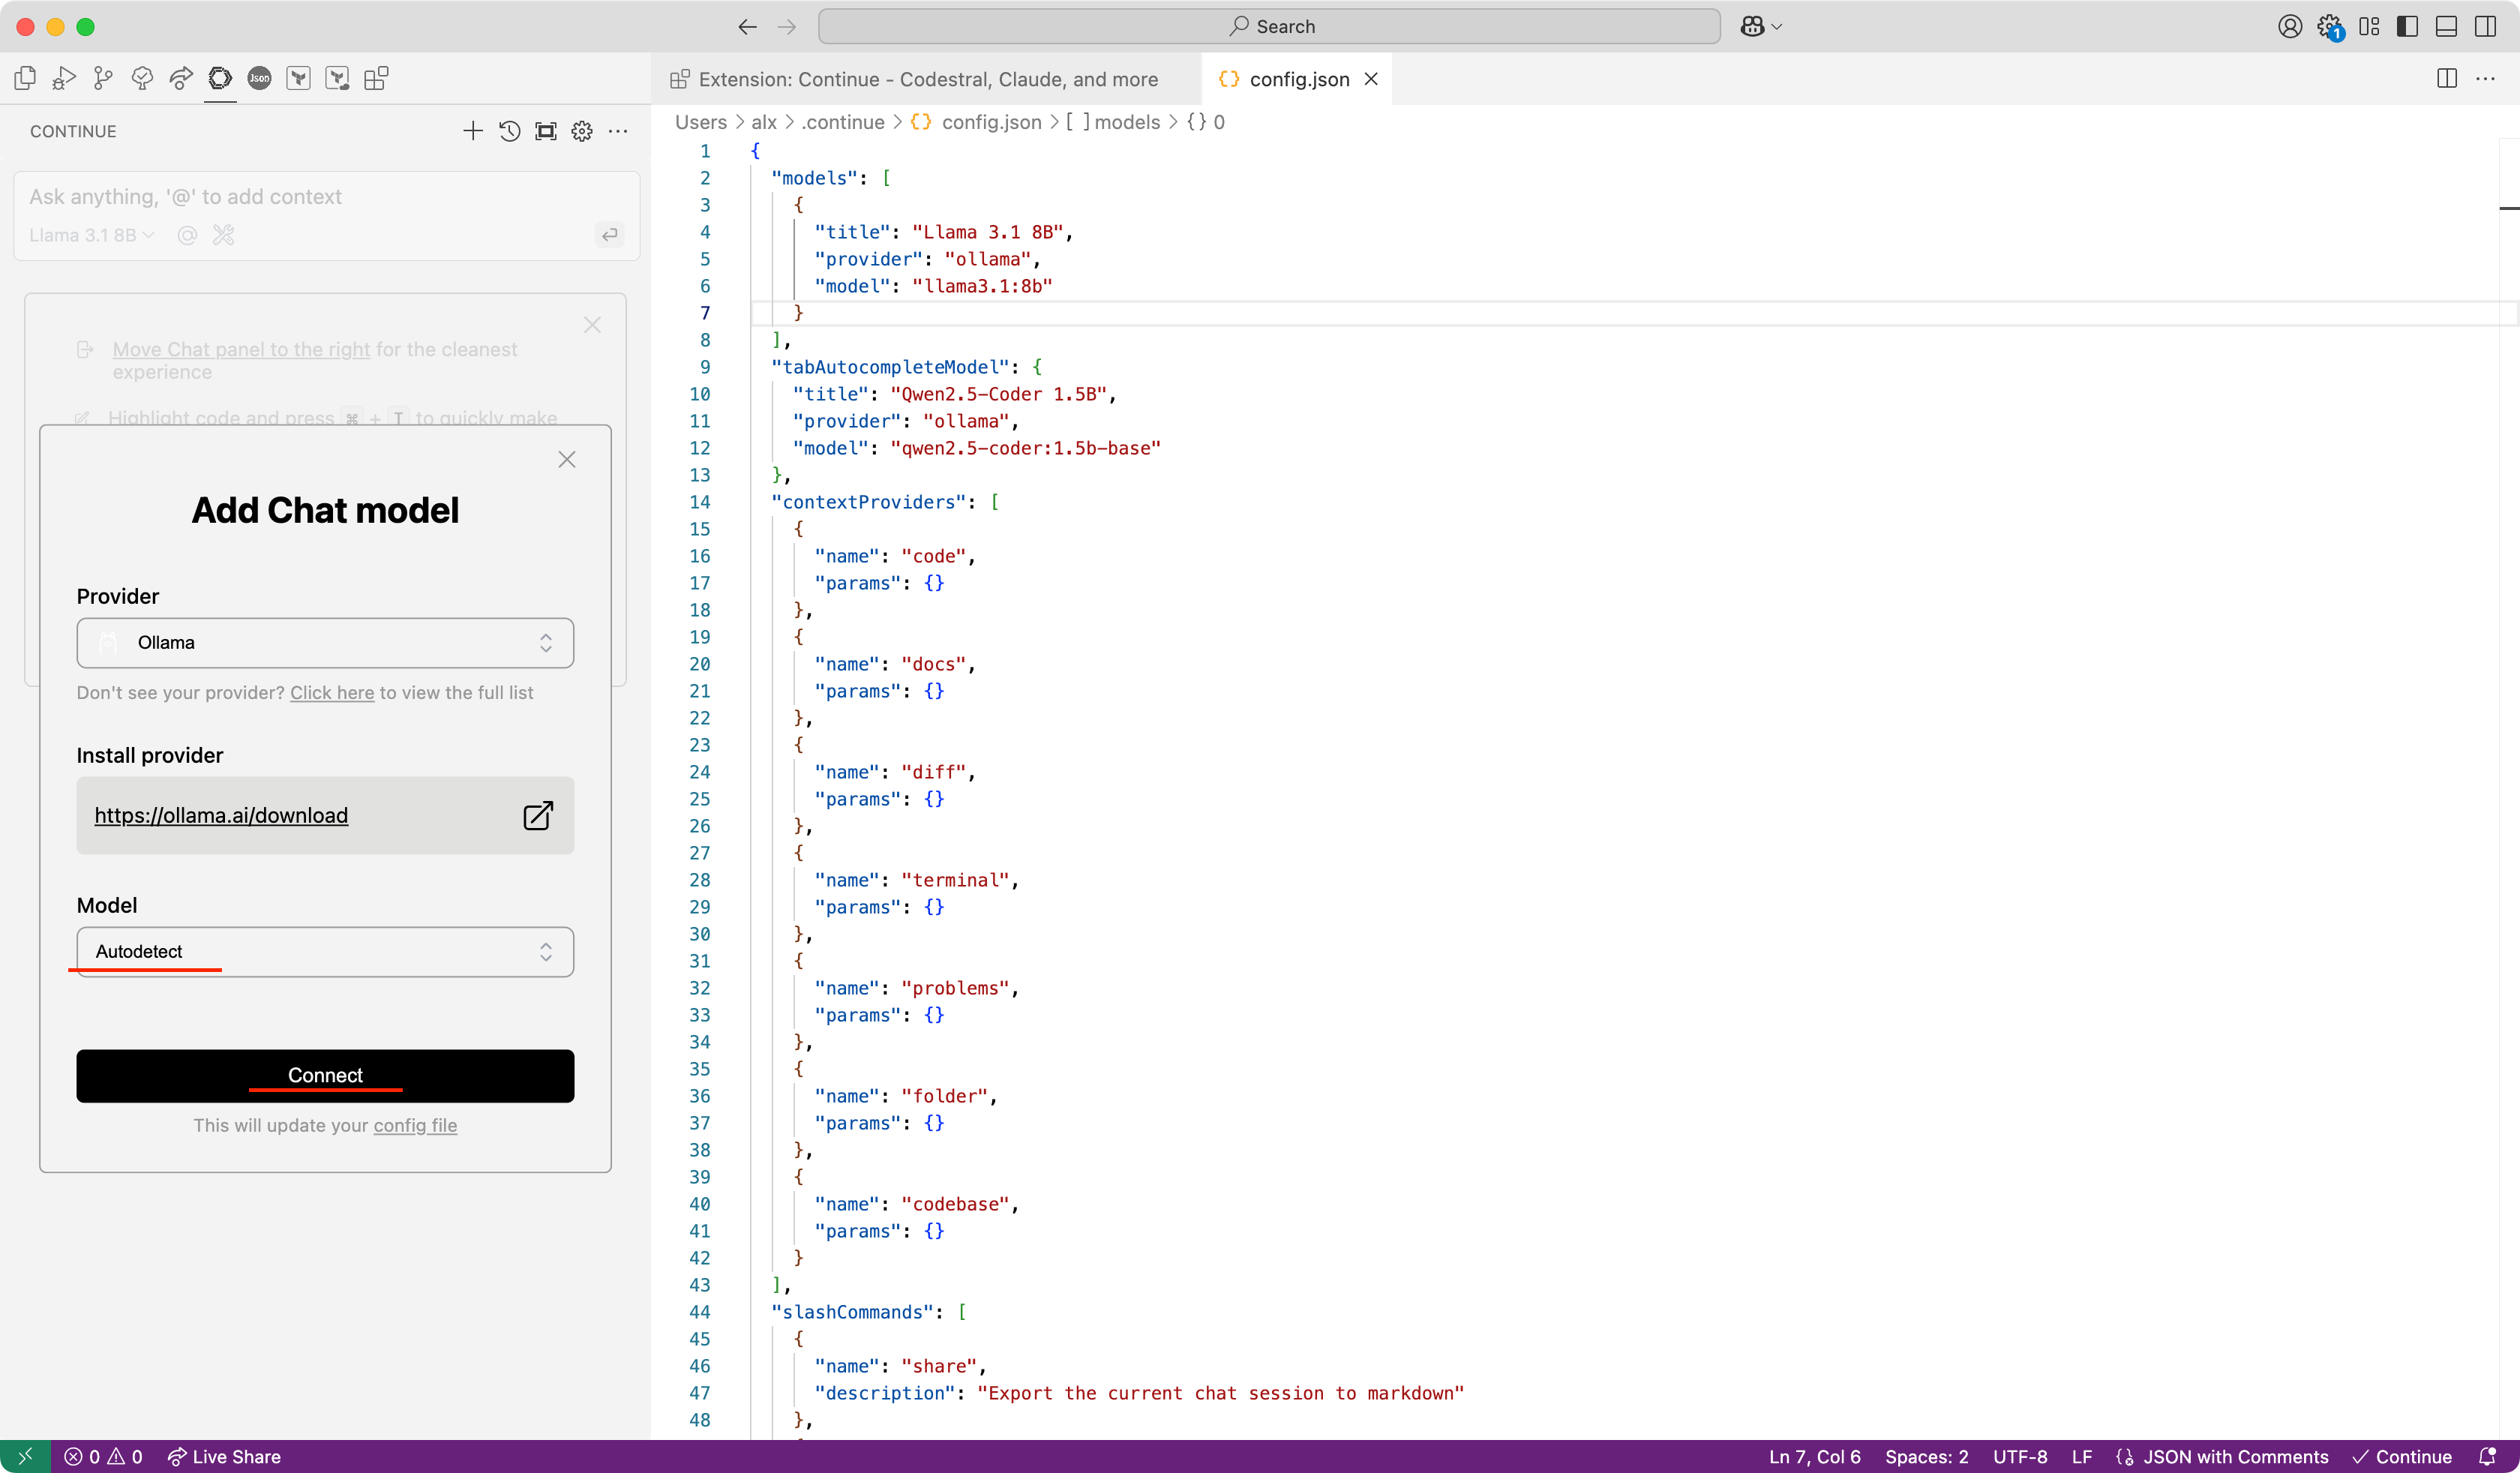 Search
1
Json
Extension: Continue - Codestral, Claude, and more
config.json
CONTINUE
Ask anything, '@' to add context
Llama 3.1 8B
Move Chat panel to the right for the cleanest
experience
Highlight code and press ⌘ + I to quickly make
Add Chat model
Provider
Ollama
Don't see your provider? Click here to view the full list
Install provider
https://ollama.ai/download
Model
Autodetect
Connect
This will update your config file
Users > alx > .continue > {} config.json > [ ] models > {} 0
1 {
2 "models": [
3 {
4 "title": "Llama 3.1 8B",
5 "provider": "ollama",
6 "model": "llama3.1:8b"
7 }
8 ],
9 "tabAutocompleteModel": {
10 "title": "Qwen2.5-Coder 1.5B",
11 "provider": "ollama",
12 "model": "qwen2.5-coder:1.5b-base"
13 },
14 "contextProviders": [
15 {
16 "name": "code",
17 "params": {}
18 },
19 {
20 "name": "docs",
21 "params": {}
22 },
23 {
24 "name": "diff",
25 "params": {}
26 },
27 {
28 "name": "terminal",
29 "params": {}
30 },
31 {
32 "name": "problems",
33 "params": {}
34 },
35 {
36 "name": "folder",
37 "params": {}
38 },
39 {
40 "name": "codebase",
41 "params": {}
42 }
43 ],
44 "slashCommands": [
45 {
46 "name": "share",
47 "description": "Export the current chat session to markdown"
48 },
0 0 Live Share
Ln 7, Col 6 Spaces: 2 UTF-8 LF JSON with Comments Continue